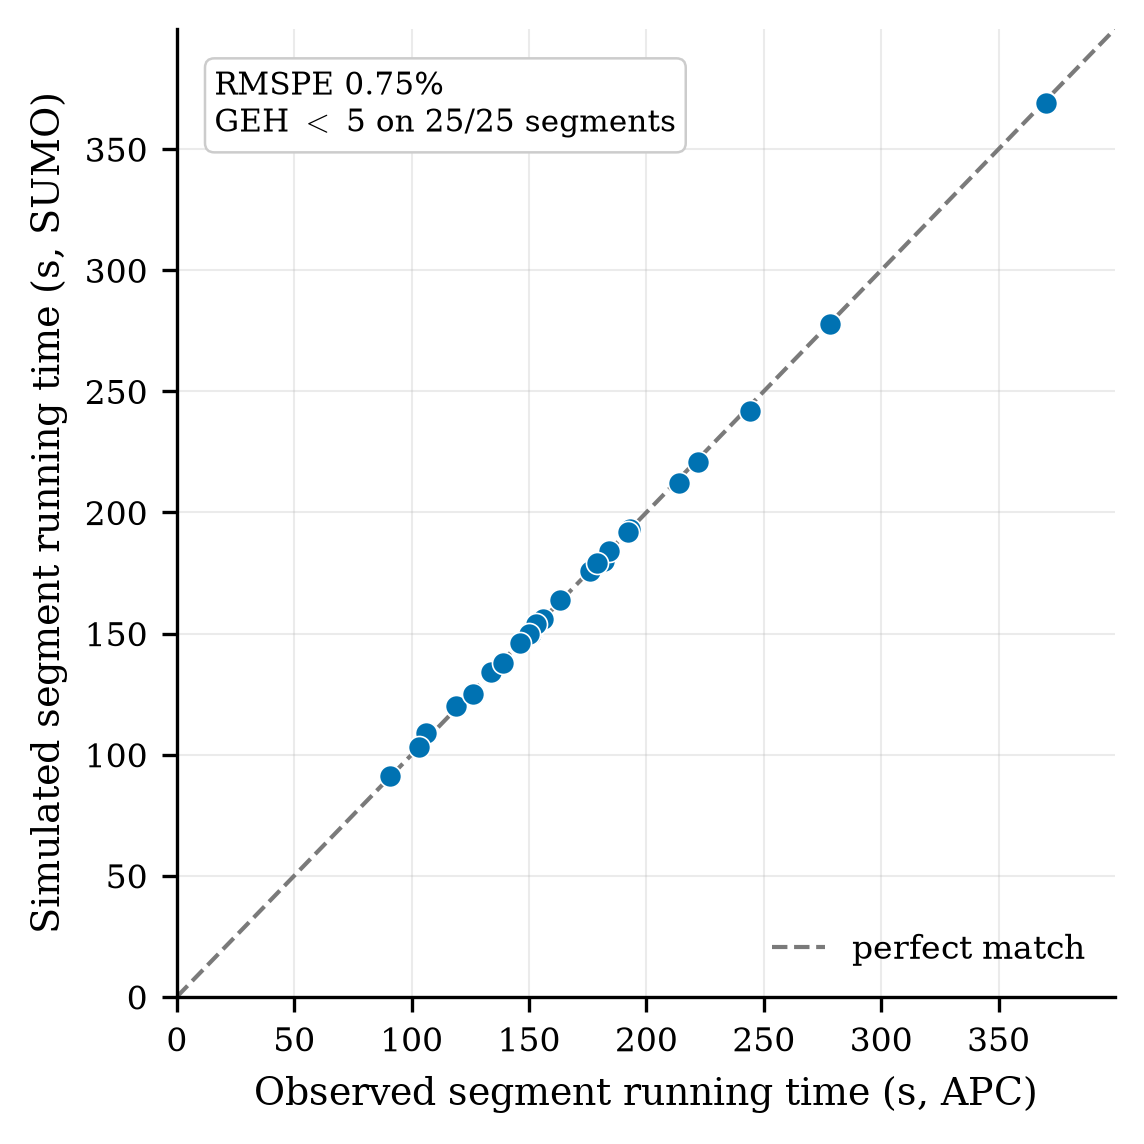 RMSPE 0.75%
GEH < 5 on 25/25 segments
Simulated segment running time (s, SUMO)
350
300
250
200
150
100
50
0
perfect match
0 50 100 150 200 250 300 350
Observed segment running time (s, APC)